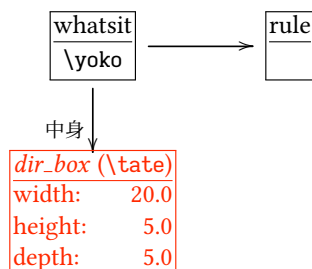 whatsit
\yoko
rule
中身
dir_box (\tate)
width: 20.0
height: 5.0
depth: 5.0